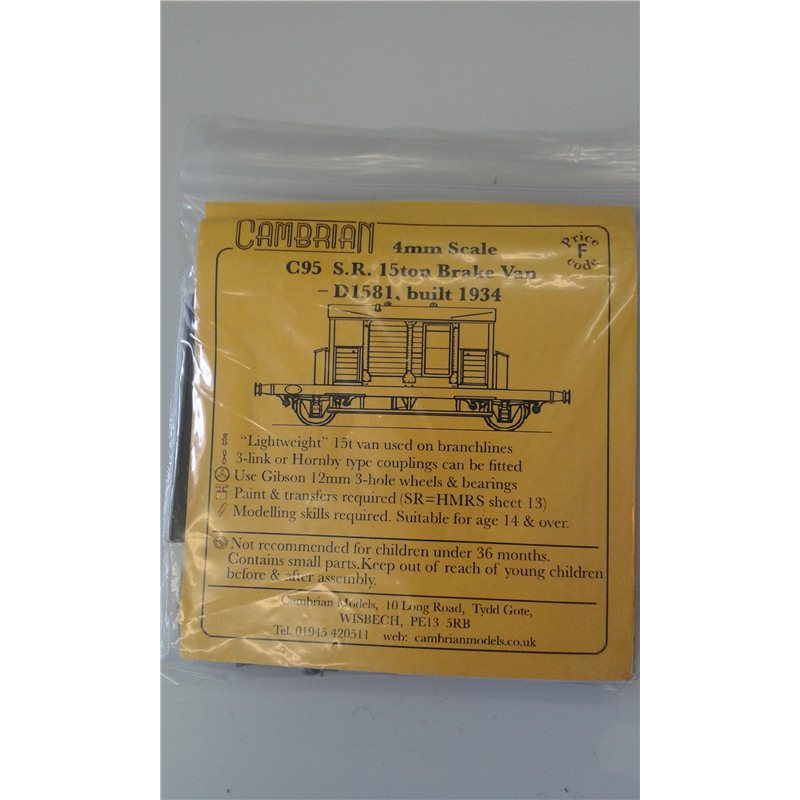 CAMBRIAN
4mm Scale
Price
F
code
C95 S.R. 15ton Brake Van
– D1581, built 1934
"Lightweight" 15t van used on branchlines
3-link or Hornby type couplings can be fitted
Use Gibson 12mm 3-hole wheels & bearings
Paint & transfers required (SR=HMRS sheet 13)
Modelling skills required. Suitable for age 14 & over.
Not recommended for children under 36 months.
Contains small parts.Keep out of reach of young children
before & after assembly.
Cambrian Models, 10 Long Road, Tydd Gote,
WISBECH, PE13 5RB
Tel. 01945 420511 web: cambrianmodels.co.uk